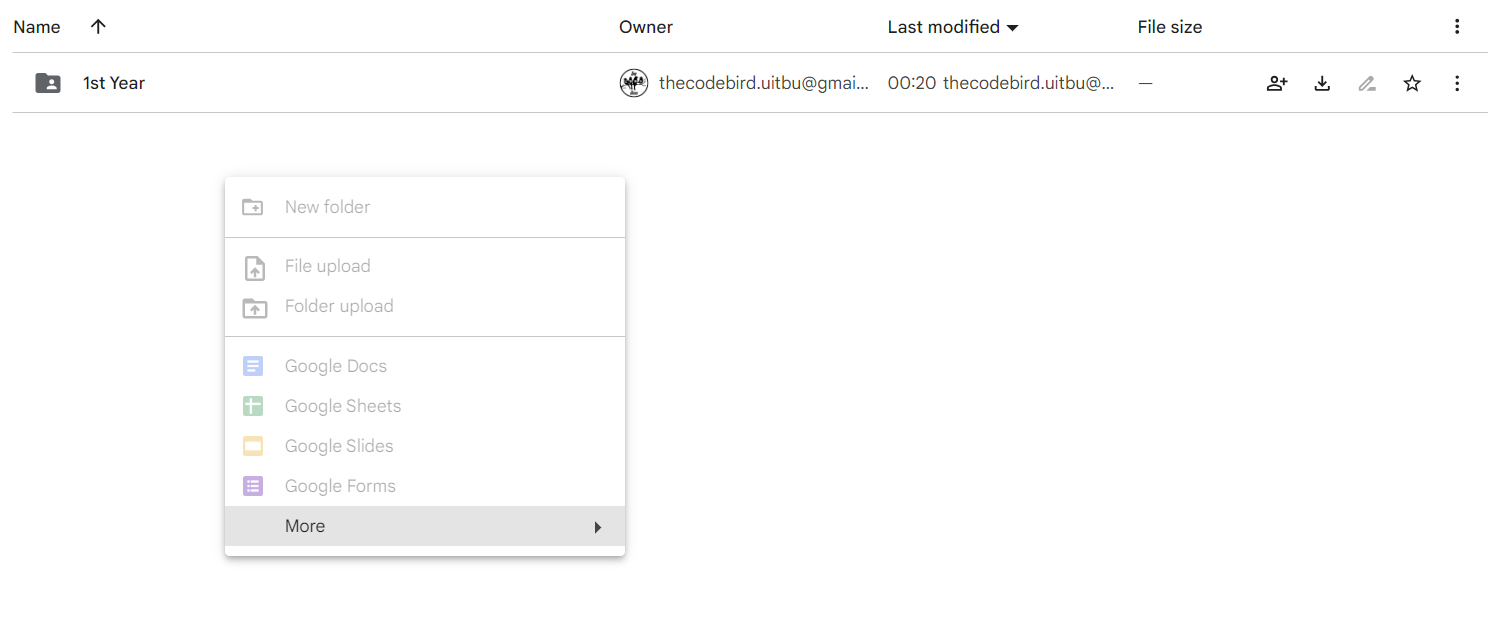 Name Owner Last modified File size
1st Year thecodebird.uitbu@gmai... 00:20 thecodebird.uitbu@... —
New folder
File upload
Folder upload
Google Docs
Google Sheets
Google Slides
Google Forms
More